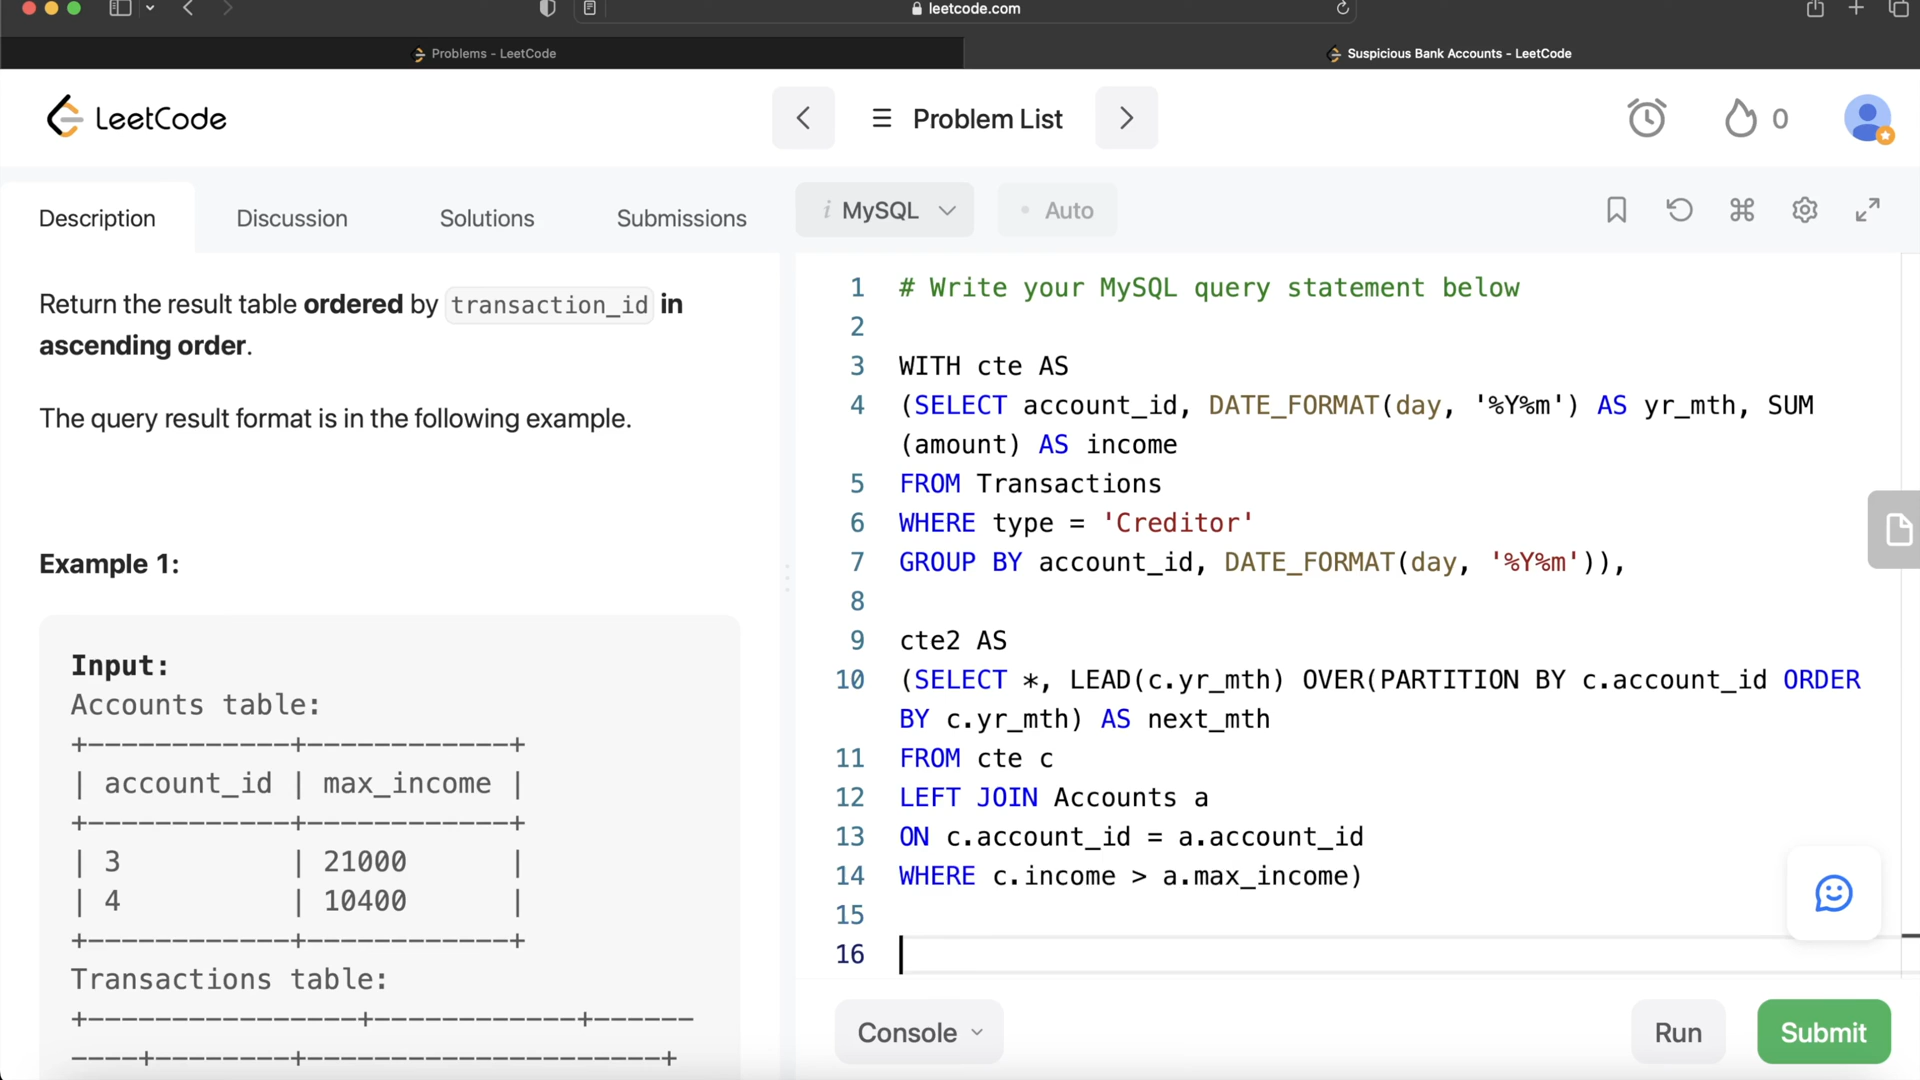 leetcode.com
Problems - LeetCode
Suspicious Bank Accounts - LeetCode
LeetCode
Problem List
0
Description
Discussion
Solutions
Submissions
i MySQL
Auto
Return the result table ordered by transaction_id in
ascending order.
The query result format is in the following example.
Example 1:
Input:
Accounts table:
+------------+------------+
| account_id | max_income |
+------------+------------+
| 3          | 21000      |
| 4          | 10400      |
+------------+------------+
Transactions table:
+----------------+------------+------
----+--------+---------------------+
1 # Write your MySQL query statement below
2
3 WITH cte AS
4 (SELECT account_id, DATE_FORMAT(day, '%Y%m') AS yr_mth, SUM
(amount) AS income
5 FROM Transactions
6 WHERE type = 'Creditor'
7 GROUP BY account_id, DATE_FORMAT(day, '%Y%m')),
8
9 cte2 AS
10 (SELECT *, LEAD(c.yr_mth) OVER(PARTITION BY c.account_id ORDER
BY c.yr_mth) AS next_mth
11 FROM cte c
12 LEFT JOIN Accounts a
13 ON c.account_id = a.account_id
14 WHERE c.income > a.max_income)
15
16
Console
Run
Submit